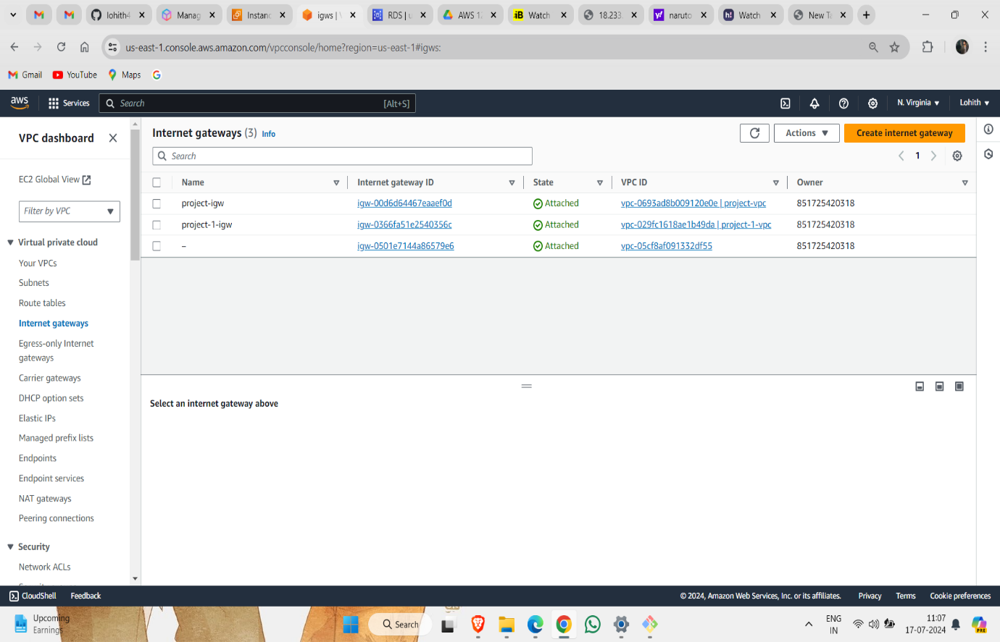 lohith4
Manag
Instanc
igws | V
RDS | u
AWS 12
iB Watch
18.233.
y! naruto
h! Watch
New Ta
us-east-1.console.aws.amazon.com/vpcconsole/home?region=us-east-1#igws:
Gmail YouTube Maps
aws Services Search [Alt+S] N. Virginia Lohith
VPC dashboard
EC2 Global View
Filter by VPC
Virtual private cloud
Your VPCs
Subnets
Route tables
Internet gateways
Egress-only Internet
gateways
Carrier gateways
DHCP option sets
Elastic IPs
Managed prefix lists
Endpoints
Endpoint services
NAT gateways
Peering connections
Security
Network ACLs
Internet gateways (3) Info
Actions
Create internet gateway
Search
1
Name Internet gateway ID State VPC ID Owner
project-igw igw-00d6d64467eaaef0d Attached vpc-0693ad8b009120e0e | project-vpc 851725420318
project-1-igw igw-0366fa51e2540356c Attached vpc-029fc1618ae1b49da | project-1-vpc 851725420318
– igw-0501e7144a86579e6 Attached vpc-05cf8af091332df55 851725420318
Select an internet gateway above
CloudShell Feedback © 2024, Amazon Web Services, Inc. or its affiliates. Privacy Terms Cookie preferences
Upcoming
Earnings
Search
ENG
IN
11:07
17-07-2024
PRE